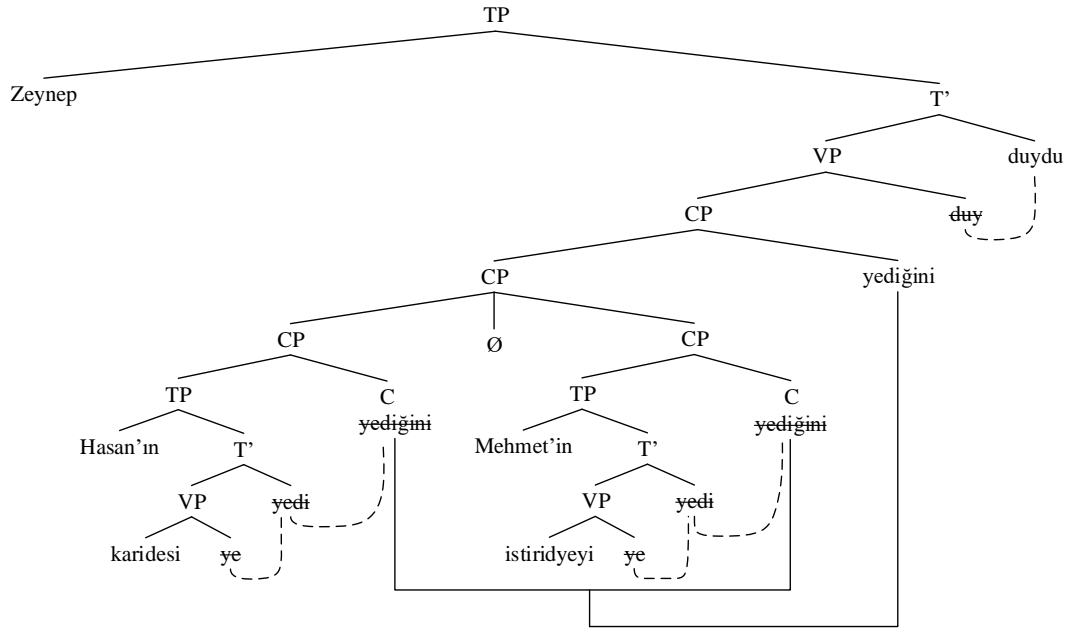 TP
Zeynep T’
VP duydu
CP duy
CP yediğini
CP Ø CP
TP C TP C
yediğini yediğini
Hasan’ın T’ Mehmet’in T’
VP yedi VP yedi
karidesi ye istiridyeyi ye